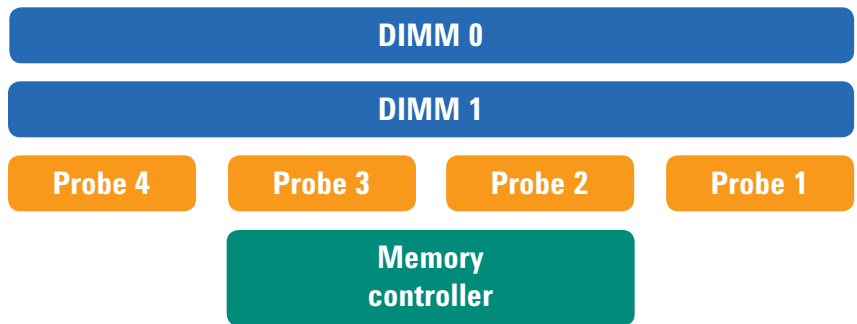 DIMM 0
DIMM 1
Probe 4
Probe 3
Probe 2
Probe 1
Memory
controller